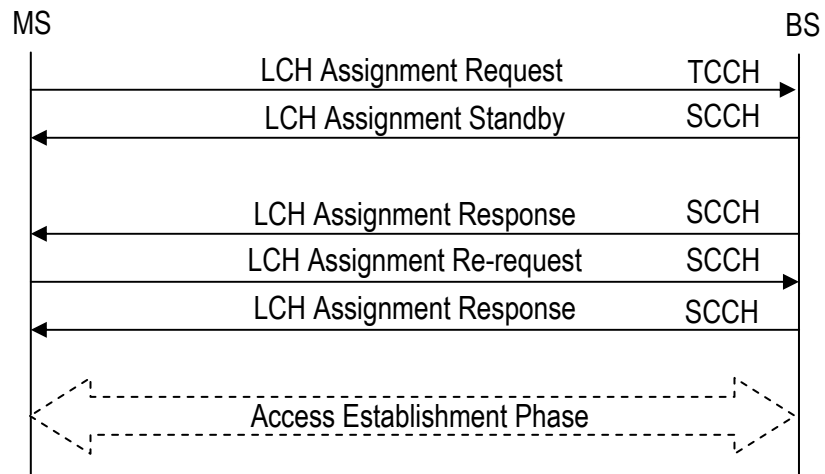 MS BS
LCH Assignment Request TCCH
LCH Assignment Standby SCCH
LCH Assignment Response SCCH
LCH Assignment Re-request SCCH
LCH Assignment Response SCCH
Access Establishment Phase